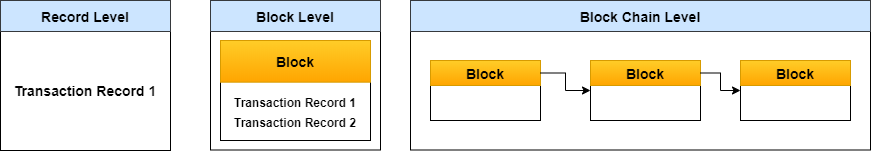 Record Level
Transaction Record 1
Block Level
Block
Transaction Record 1
Transaction Record 2
Block Chain Level
Block
Block
Block